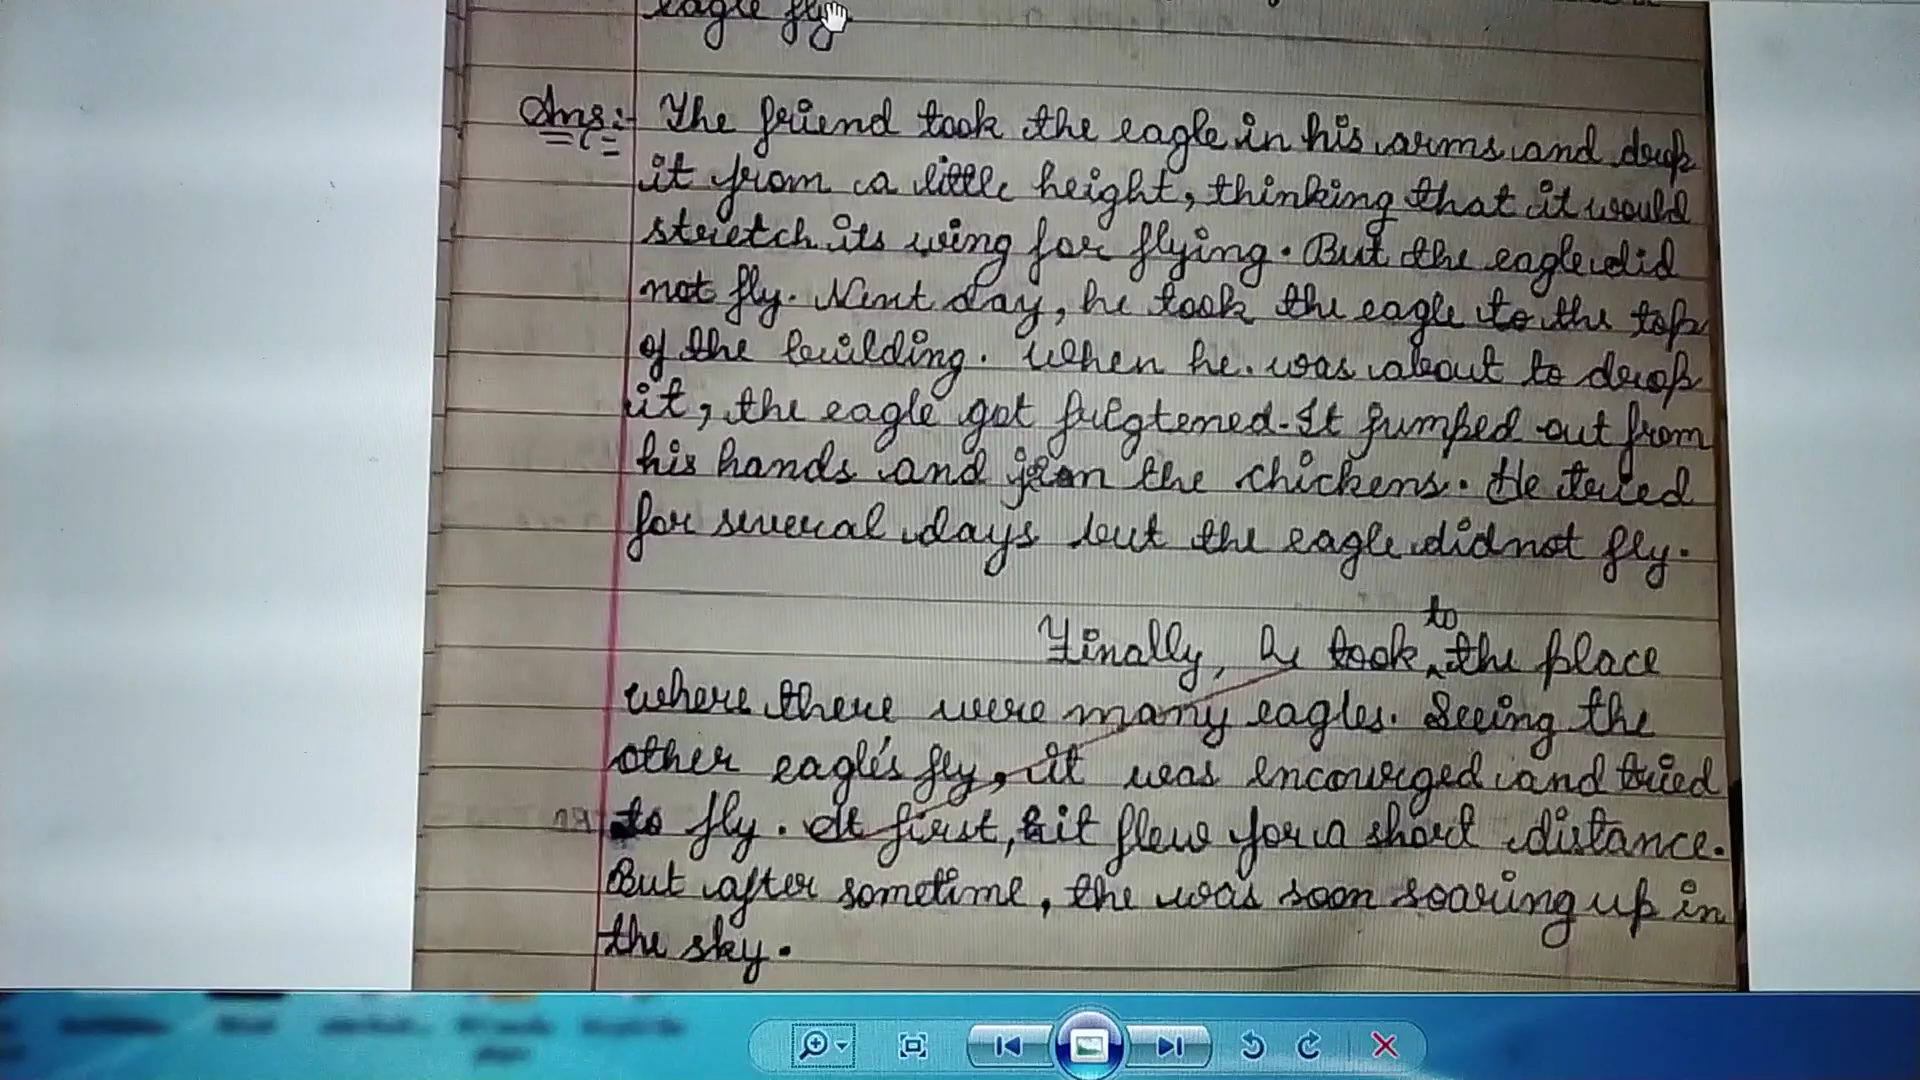 eagle fly
Ans:- The friend took the eagle in his arms and drop
it from a little height, thinking that it would
stretch its wing for flying. But the eagle did
not fly. Next day, he took the eagle to the top
of the building. When he was about to drop
it, the eagle got frigtened. It jumped out from
his hands and join the chickens. He tried
for several days but the eagle did not fly.
Finally, he took to the place
where there were many eagles. Seeing the
other eagle's fly, it was encourged and tried
to fly. At first, it flew for a short distance.
But after sometime, the was soon soaring up in
the sky.